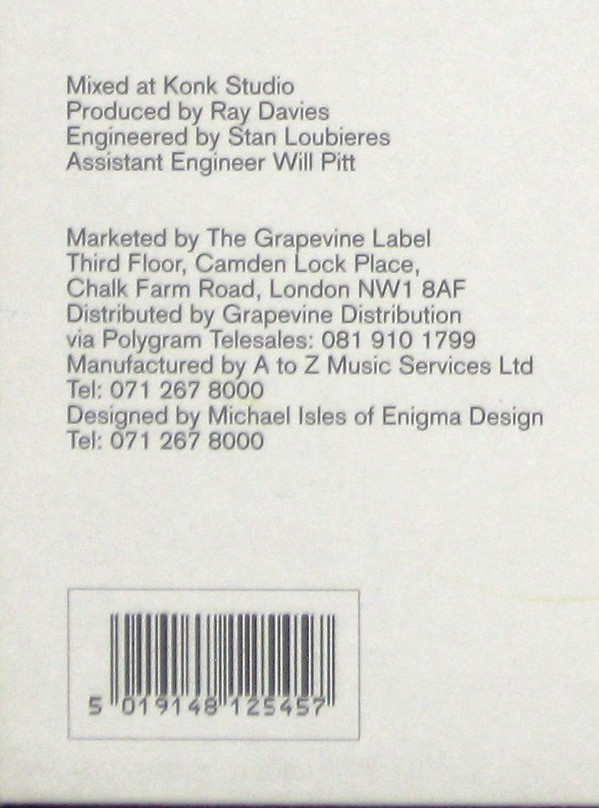 Mixed at Konk Studio
Produced by Ray Davies
Engineered by Stan Loubieres
Assistant Engineer Will Pitt
Marketed by The Grapevine Label
Third Floor, Camden Lock Place,
Chalk Farm Road, London NW1 8AF
Distributed by Grapevine Distribution
via Polygram Telesales: 081 910 1799
Manufactured by A to Z Music Services Ltd
Tel: 071 267 8000
Designed by Michael Isles of Enigma Design
Tel: 071 267 8000
5 019148 125457